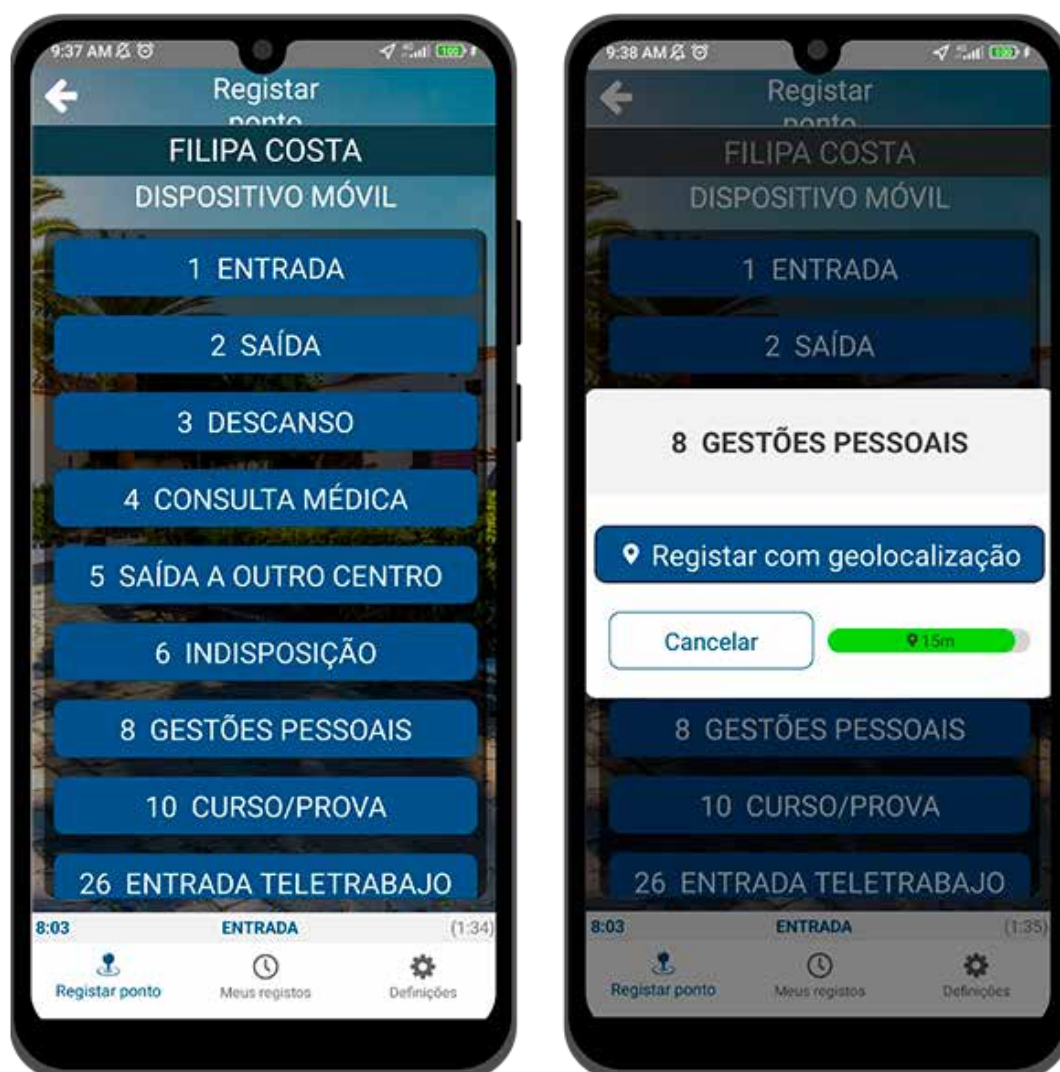 9:37 AM
100
Registar
ponto
FILIPA COSTA
DISPOSITIVO MÓVIL
1 ENTRADA
2 SAÍDA
3 DESCANSO
4 CONSULTA MÉDICA
5 SAÍDA A OUTRO CENTRO
6 INDISPOSIÇÃO
8 GESTÕES PESSOAIS
10 CURSO/PROVA
26 ENTRADA TELETRABAJO
8:03 ENTRADA (1:34)
Registar ponto Meus registos Definições
9:38 AM
100
Registar
ponto
FILIPA COSTA
DISPOSITIVO MÓVIL
1 ENTRADA
2 SAÍDA
8 GESTÕES PESSOAIS
Registar com geolocalização
Cancelar 15m
8 GESTÕES PESSOAIS
10 CURSO/PROVA
26 ENTRADA TELETRABAJO
8:03 ENTRADA (1:35)
Registar ponto Meus registos Definições